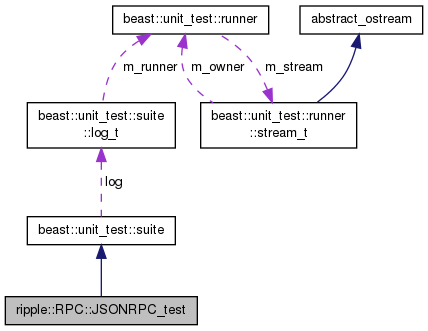 beast::unit_test::runner
abstract_ostream
m_runner
m_owner
m_stream
beast::unit_test::suite
::log_t
beast::unit_test::runner
::stream_t
log
beast::unit_test::suite
ripple::RPC::JSONRPC_test